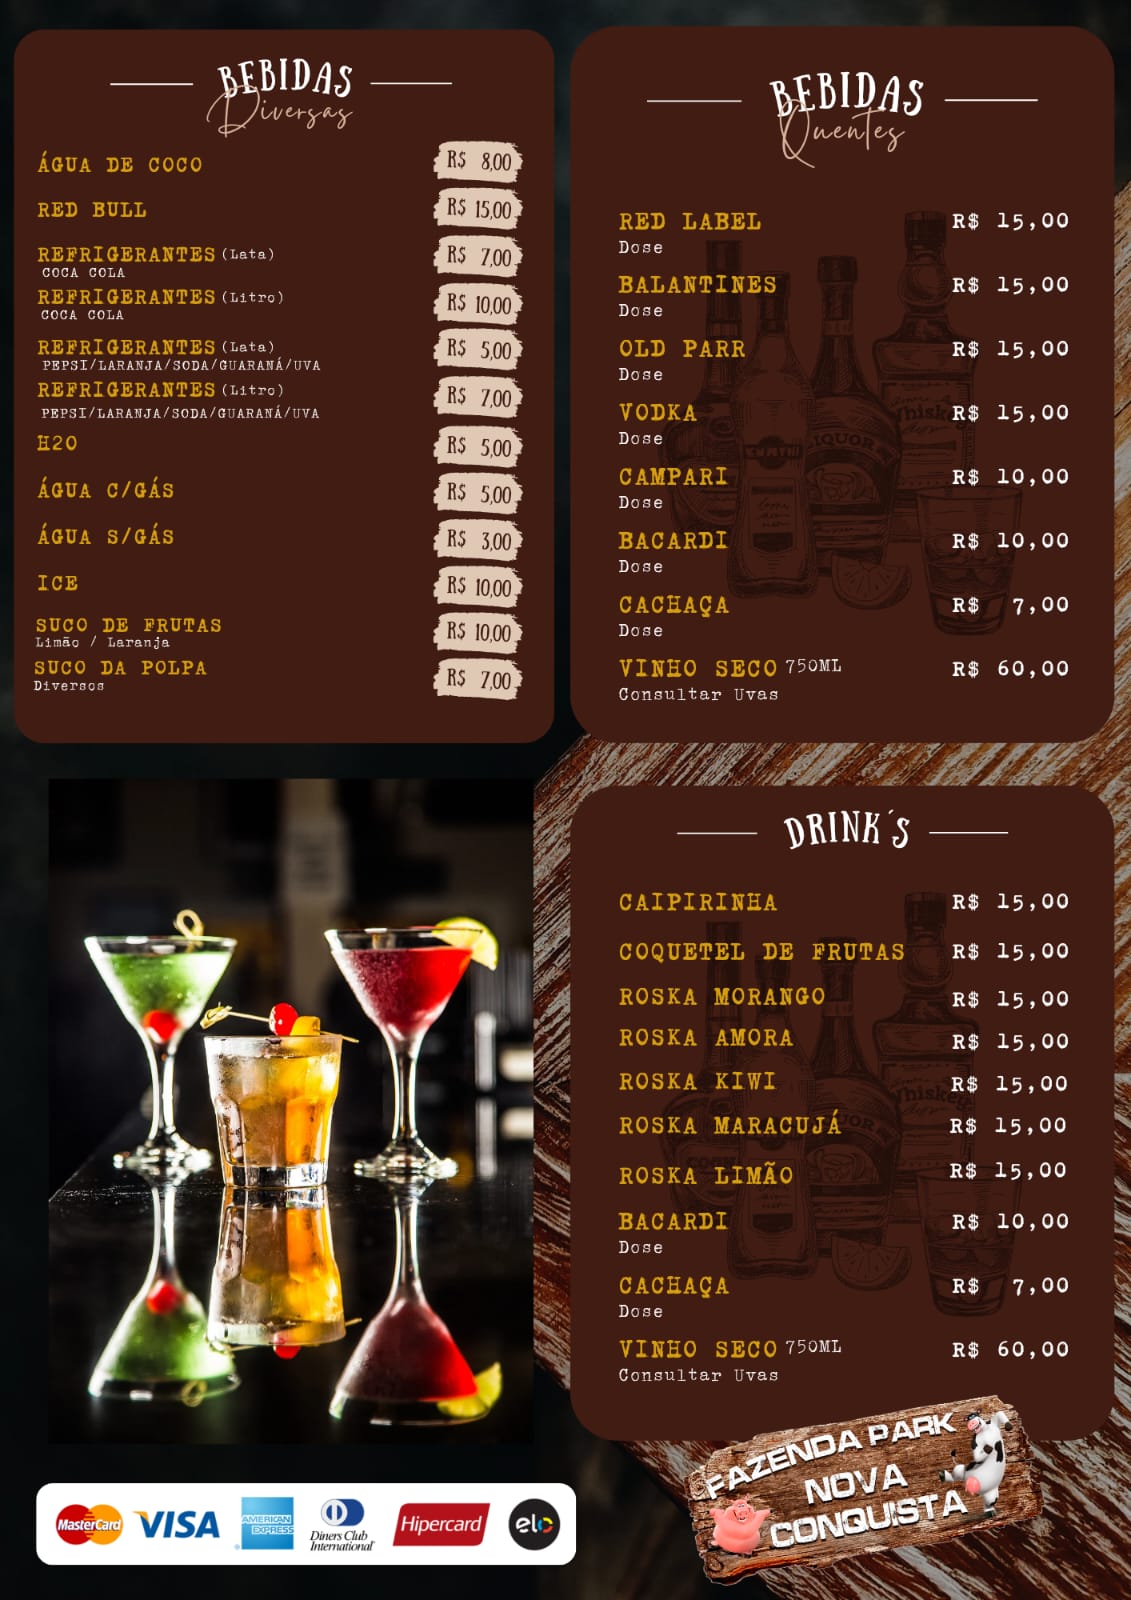 BEBIDAS
Diversas
ÁGUA DE COCO R$ 8,00
RED BULL R$ 15,00
REFRIGERANTES (Lata) R$ 7,00
COCA COLA
REFRIGERANTES (Litro) R$ 10,00
COCA COLA
REFRIGERANTES (Lata) R$ 5,00
PEPSI/LARANJA/SODA/GUARANÁ/UVA
REFRIGERANTES (Litro) R$ 7,00
PEPSI/LARANJA/SODA/GUARANÁ/UVA
H2O R$ 5,00
ÁGUA C/GÁS R$ 5,00
ÁGUA S/GÁS R$ 3,00
ICE R$ 10,00
SUCO DE FRUTAS R$ 10,00
Limão / Laranja
SUCO DA POLPA R$ 7,00
Diversos
BEBIDAS
Quentes
RED LABEL R$ 15,00
Dose
BALANTINES R$ 15,00
Dose
OLD PARR R$ 15,00
Dose
VODKA R$ 15,00
Dose
CAMPARI R$ 10,00
Dose
BACARDI R$ 10,00
Dose
CACHAÇA R$ 7,00
Dose
VINHO SECO 750ML R$ 60,00
Consultar Uvas
DRINK´S
CAIPIRINHA R$ 15,00
COQUETEL DE FRUTAS R$ 15,00
ROSKA MORANGO R$ 15,00
ROSKA AMORA R$ 15,00
ROSKA KIWI R$ 15,00
ROSKA MARACUJÁ R$ 15,00
ROSKA LIMÃO R$ 15,00
BACARDI R$ 10,00
Dose
CACHAÇA R$ 7,00
Dose
VINHO SECO 750ML R$ 60,00
Consultar Uvas
MasterCard VISA AMERICAN EXPRESS Diners Club International Hipercard elo
FAZENDA PARK
NOVA
CONQUISTA